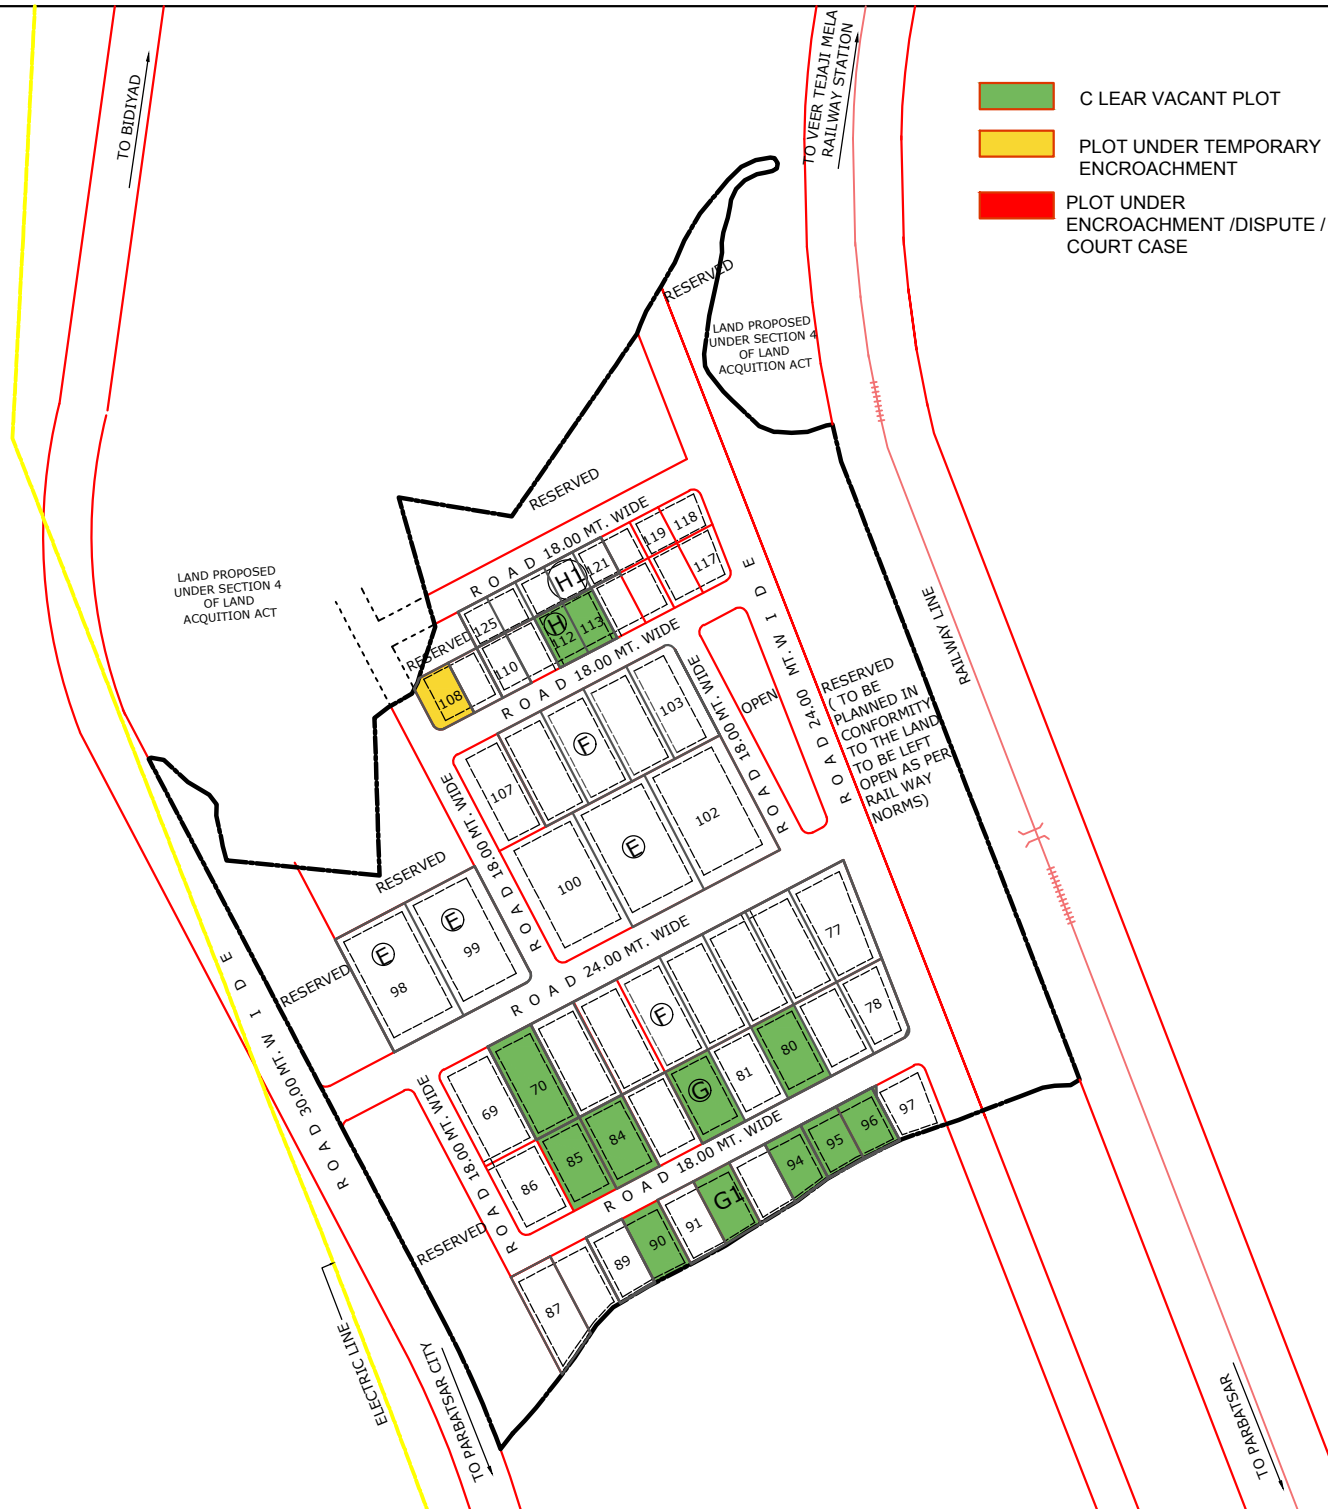 C LEAR VACANT PLOT
PLOT UNDER TEMPORARY
ENCROACHMENT
PLOT UNDER
ENCROACHMENT /DISPUTE /
COURT CASE
TO BIDIYAD
TO VEER TEJAJI MELA
RAILWAY STATION
RESERVED
LAND PROPOSED
UNDER SECTION 4
OF LAND
ACQUITION ACT
RESERVED
ROAD 18.00 MT. WIDE
LAND PROPOSED
UNDER SECTION 4
OF LAND
ACQUITION ACT
118
119
117
121
H1
125
H
113
112
110
108
RESERVED
ROAD 18.00 MT. WIDE
ROAD 24.00 MT. WIDE
RAILWAY LINE
OPEN
ROAD 18.00 MT. WIDE
RESERVED
( TO BE
PLANNED IN
CONFORMITY
TO THE LAND
TO BE LEFT
OPEN AS PER
RAIL WAY
NORMS)
103
F
107
102
E
100
ROAD 18.00 MT. WIDE
RESERVED
E
99
E
98
RESERVED
ROAD 24.00 MT. WIDE
ROAD 30.00 MT. WIDE
77
78
F
80
81
G
70
69
84
85
86
ROAD 18.00 MT. WIDE
ROAD 18.00 MT. WIDE
RESERVED
97
96
95
94
G1
91
90
89
87
ELECTRIC LINE
TO PARBATSAR CITY
TO PARBATSAR